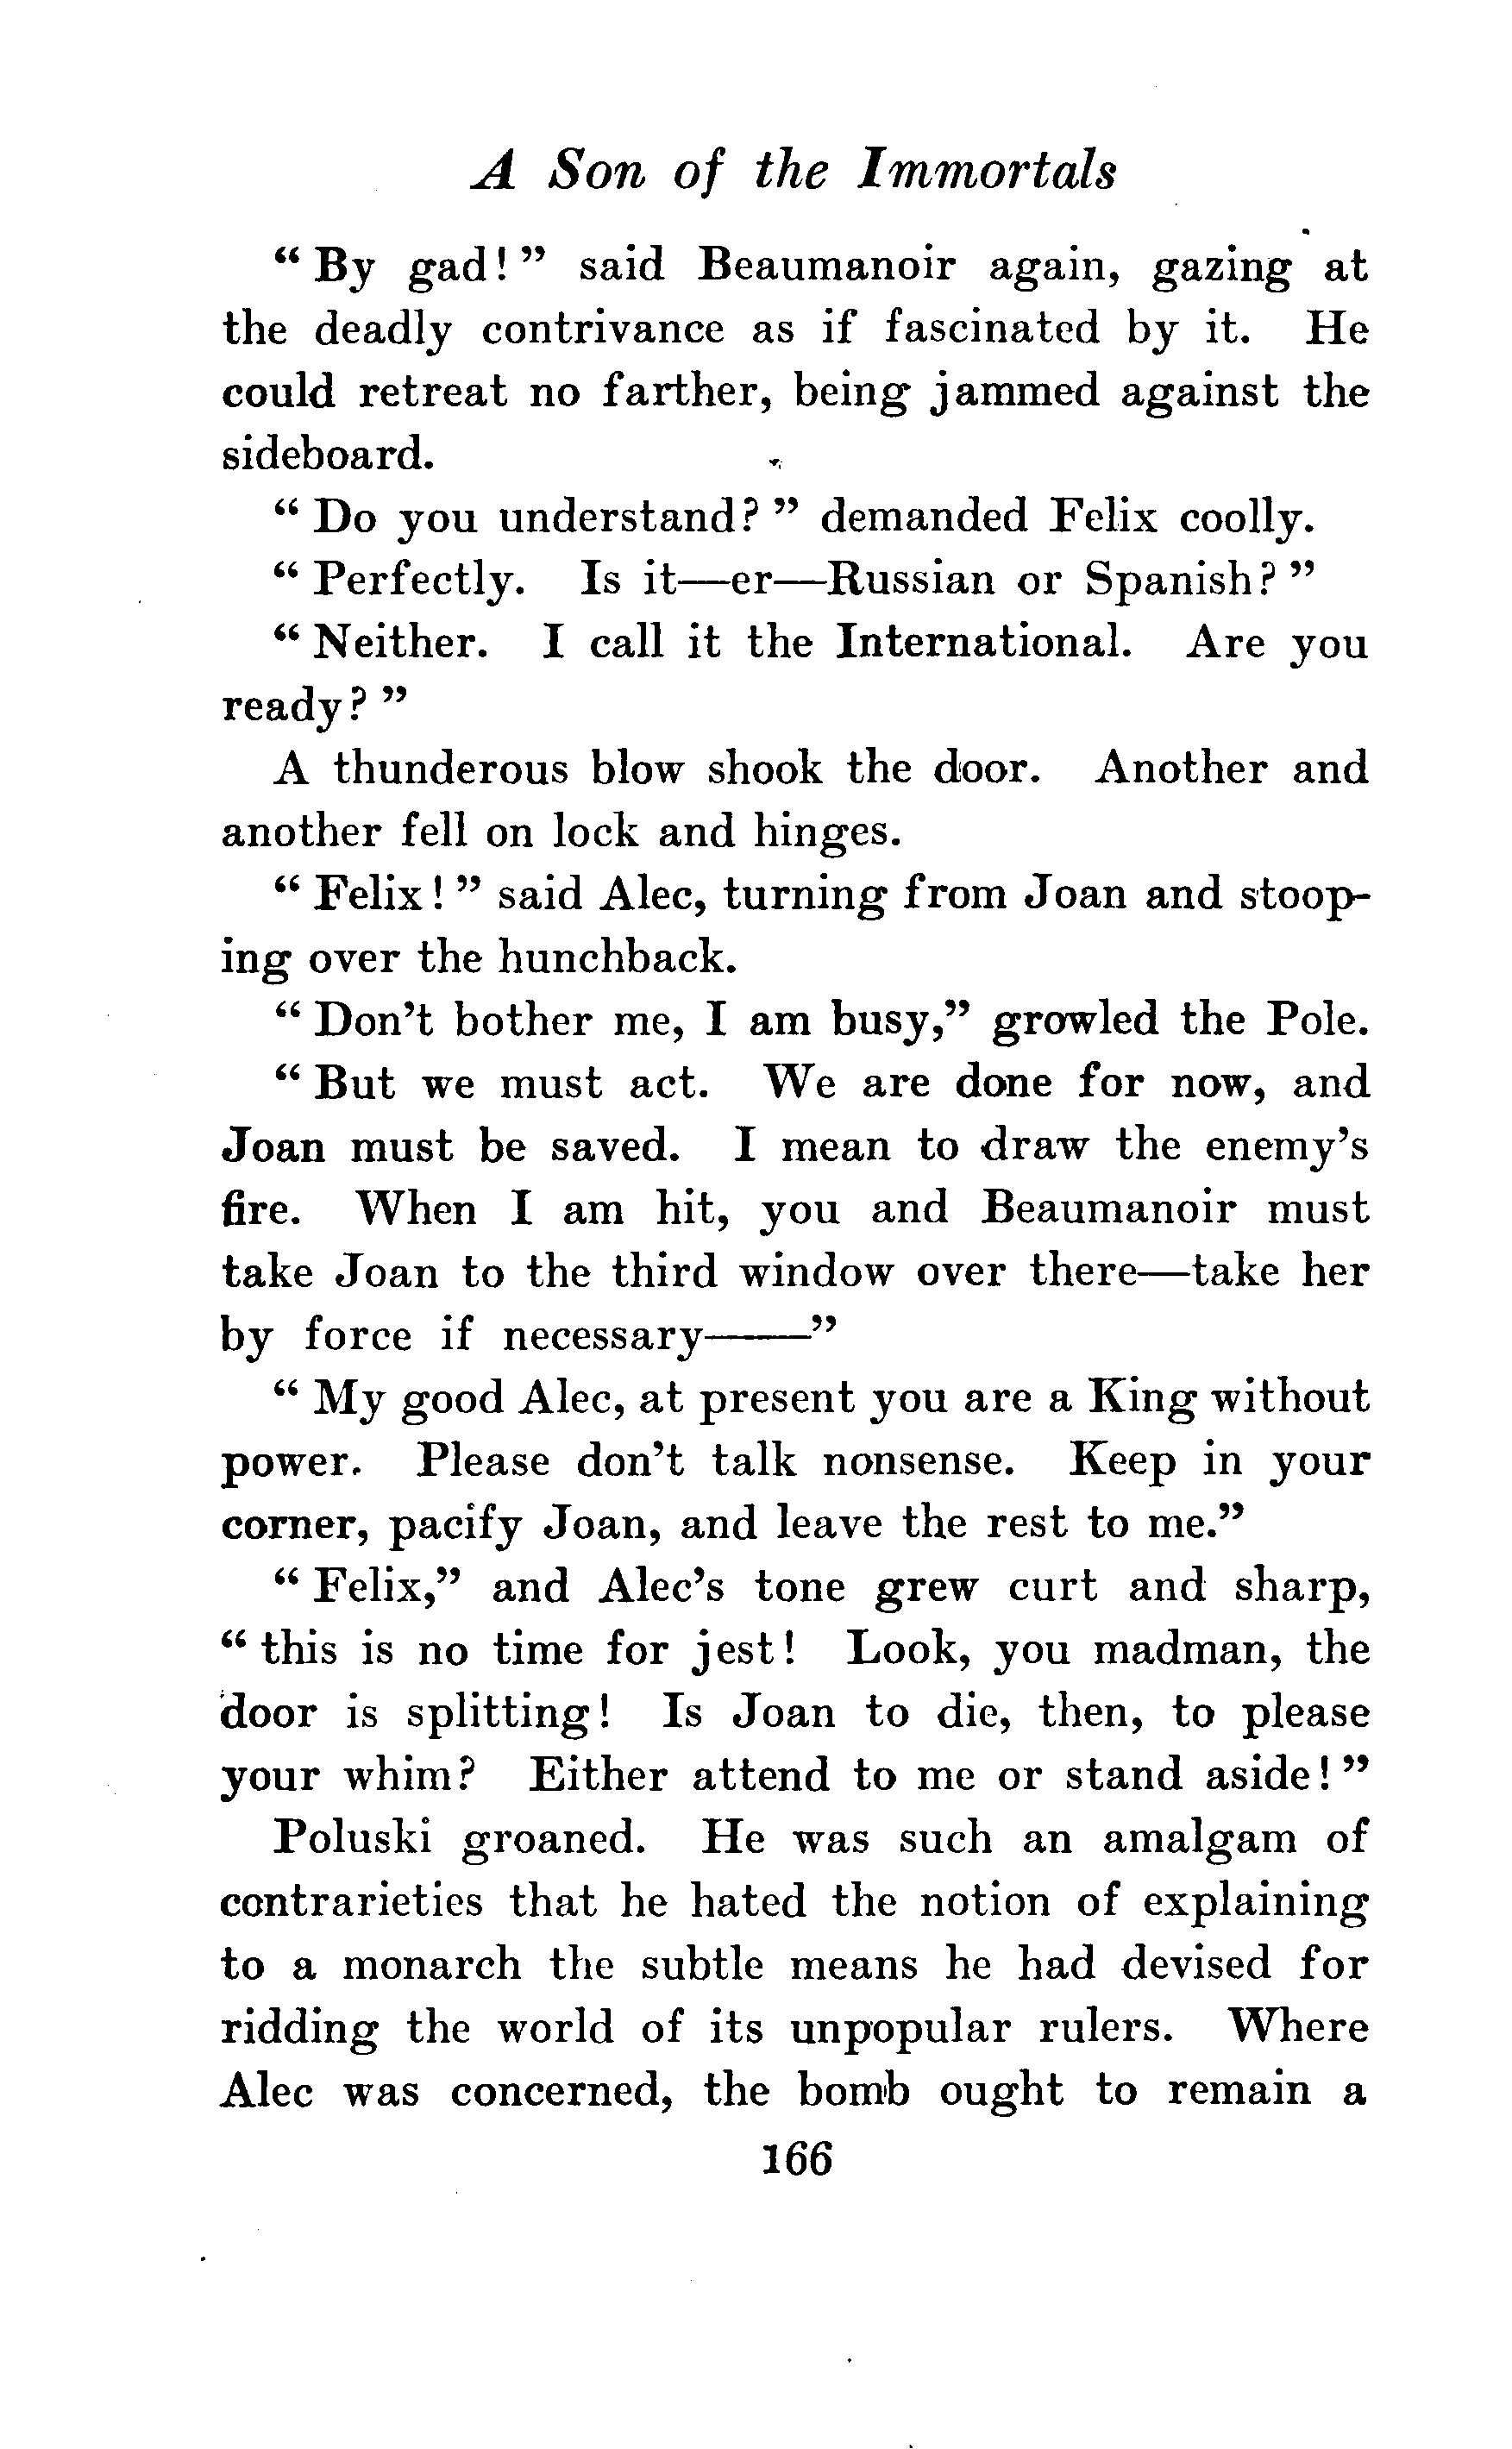 A Son of the Immortals
“ By gad! ” said Beaumanoir again, gazing at
the deadly contrivance as if fascinated by it. He
could retreat no farther, being jammed against the
sideboard.
“ Do you understand? ” demanded Felix coolly.
“ Perfectly. Is it—er—Russian or Spanish? ”
“ Neither. I call it the International. Are you
ready? ”
A thunderous blow shook the door. Another and
another fell on lock and hinges.
“ Felix! ” said Alec, turning from Joan and stoop-
ing over the hunchback.
“ Don’t bother me, I am busy,” growled the Pole.
“ But we must act. We are done for now, and
Joan must be saved. I mean to draw the enemy’s
fire. When I am hit, you and Beaumanoir must
take Joan to the third window over there—take her
by force if necessary——”
“ My good Alec, at present you are a King without
power. Please don’t talk nonsense. Keep in your
corner, pacify Joan, and leave the rest to me.”
“ Felix,” and Alec’s tone grew curt and sharp,
“ this is no time for jest! Look, you madman, the
door is splitting! Is Joan to die, then, to please
your whim? Either attend to me or stand aside! ”
Poluski groaned. He was such an amalgam of
contrarieties that he hated the notion of explaining
to a monarch the subtle means he had devised for
ridding the world of its unpopular rulers. Where
Alec was concerned, the bomb ought to remain a
166